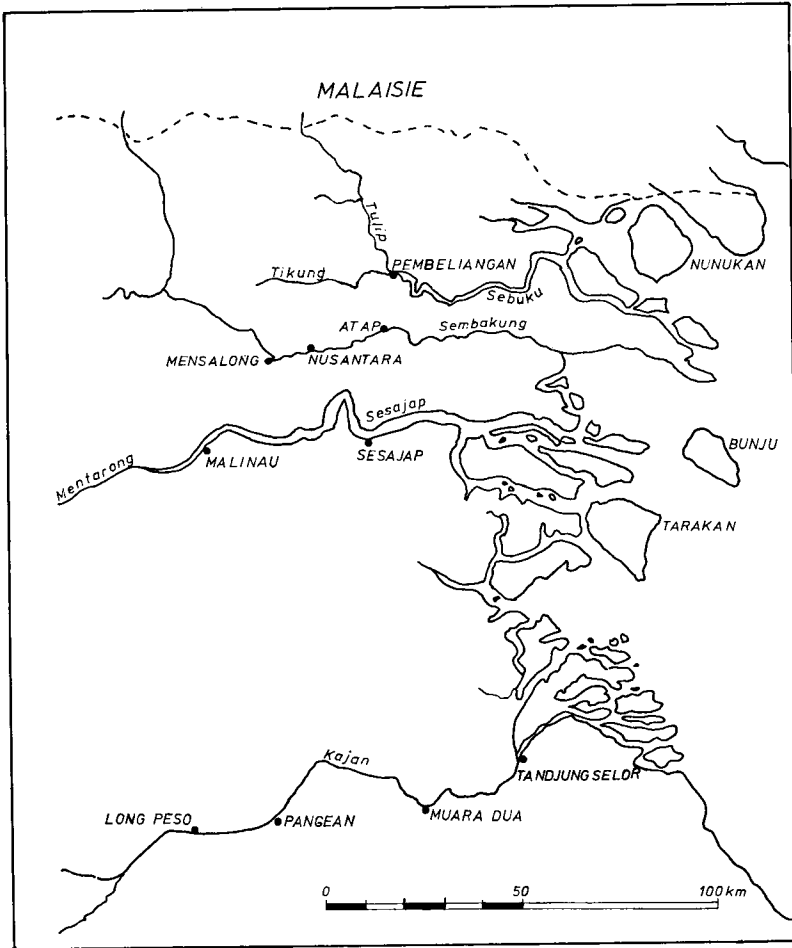 MALAISIE
Tulip
NUNUKAN
PEMBELIANGAN
Tikung
Sebuku
ATAP
Sembakung
MENSALONG
NUSANTARA
Sesajap
BUNJU
MALINAU
SESAJAP
Mentarang
TARAKAN
Kajan
TANDJUNG SELOR
LONG PESO
PANGEAN
MUARA DUA
0 50 100 km